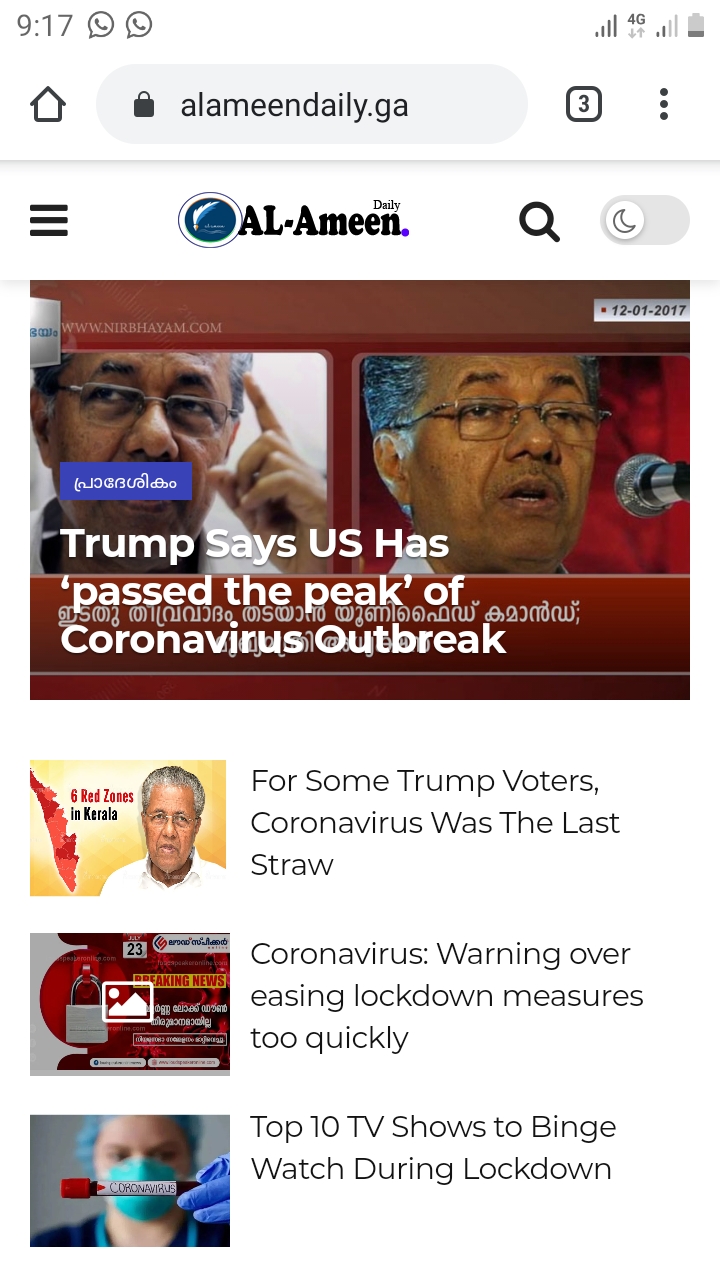 9:17
4G
alameendaily.ga
3
Daily
AL-Ameen.
12-01-2017
WWW.NIRBHAYAM.COM
പ്രാദേശികം
Trump Says US Has
‘passed the peak’ of
ഇടതു തീവ്രവാദം തടയാൻ യൂണിഫൈഡ് കമാൻഡ്;
Coronavirus Outbreak
6 Red Zones
in Kerala
For Some Trump Voters,
Coronavirus Was The Last
Straw
JULY
23
ലൗഡ് സ്പീക്കർ
BREAKING NEWS
ലോക്ക് ഡൗൺ
തീരുമാനമായില്ല
Coronavirus: Warning over
easing lockdown measures
too quickly
CORONAVIRUS
Top 10 TV Shows to Binge
Watch During Lockdown